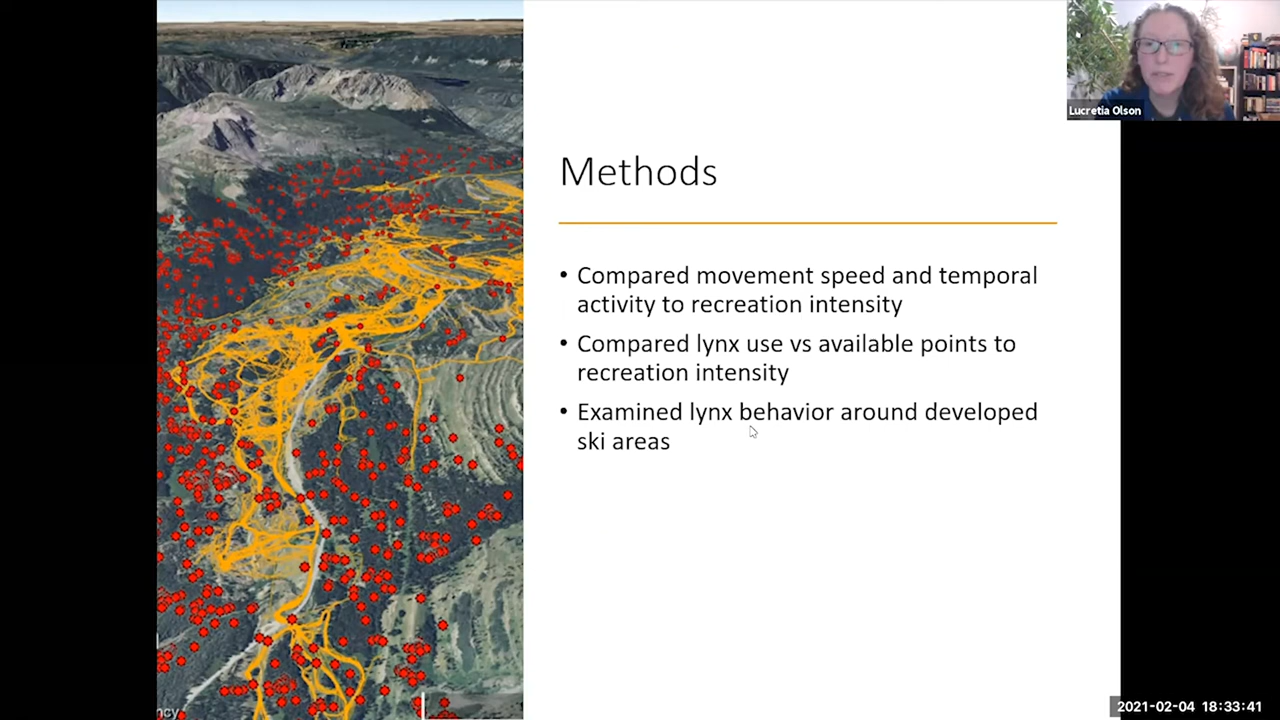 Lucretia Olson
Methods
• Compared movement speed and temporal
activity to recreation intensity
• Compared lynx use vs available points to
recreation intensity
• Examined lynx behavior around developed
ski areas
ncy
2021-02-04 18:33:41